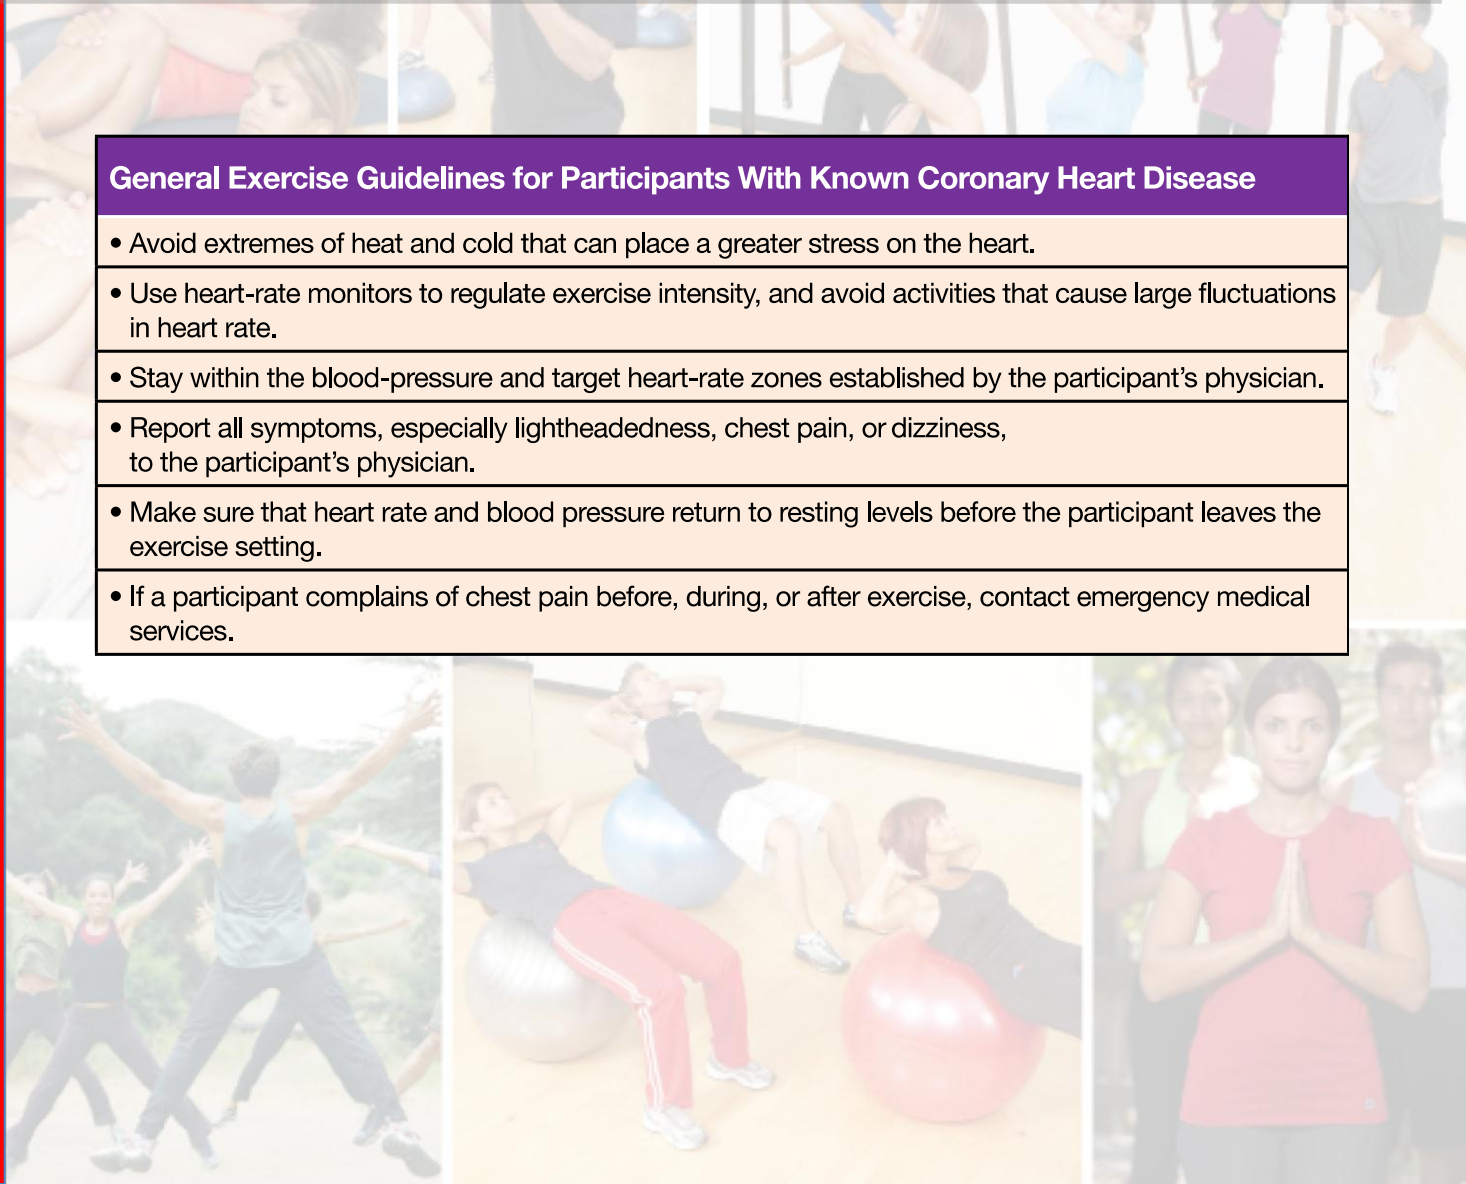 General Exercise Guidelines for Participants With Known Coronary Heart Disease
• Avoid extremes of heat and cold that can place a greater stress on the heart.
• Use heart-rate monitors to regulate exercise intensity, and avoid activities that cause large fluctuations
in heart rate.
• Stay within the blood-pressure and target heart-rate zones established by the participant’s physician.
• Report all symptoms, especially lightheadedness, chest pain, or dizziness,
to the participant’s physician.
• Make sure that heart rate and blood pressure return to resting levels before the participant leaves the
exercise setting.
• If a participant complains of chest pain before, during, or after exercise, contact emergency medical
services.